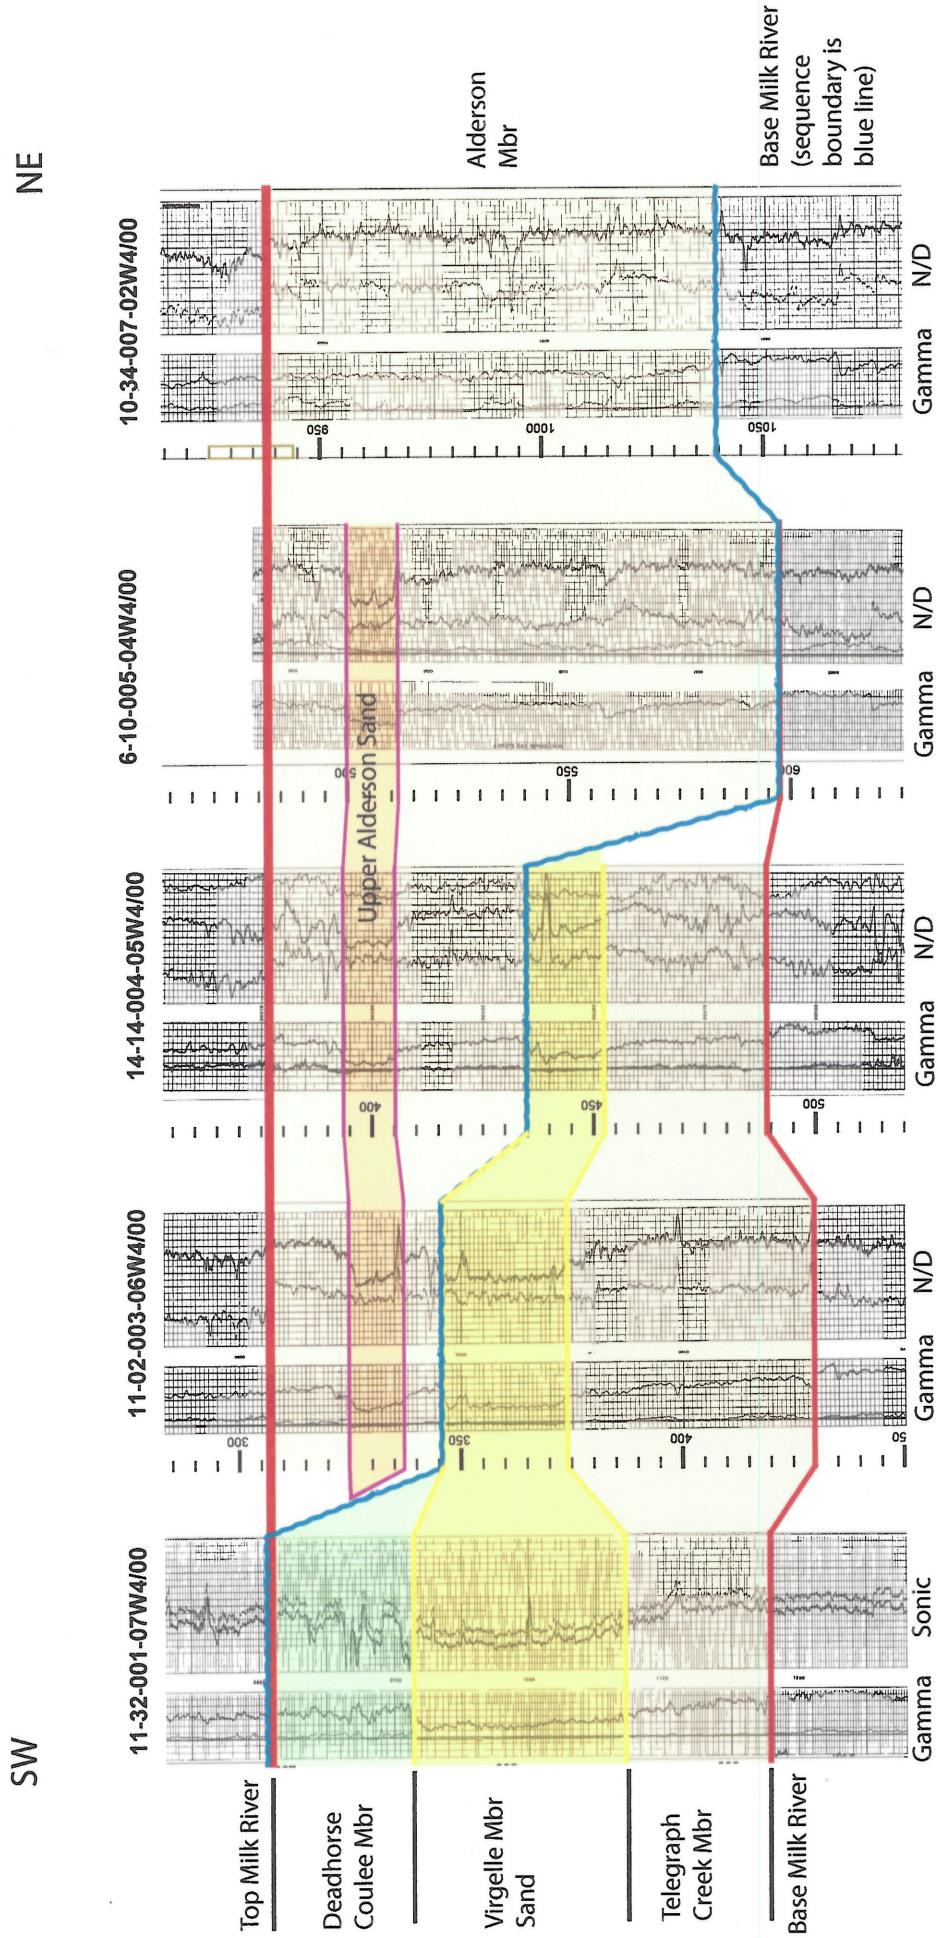 SW
NE
11-32-001-07W4/00
11-02-003-06W4/00
14-14-004-05W4/00
6-10-005-04W4/00
10-34-007-02W4/00
Top Milk River
Deadhorse
Coulee Mbr
Virgelle Mbr
Sand
Telegraph
Creek Mbr
Base Milk River
Upper Alderson Sand
Alderson
Mbr
Base Milk River
(sequence
boundary is
blue line)
300
350
400
50
400
450
500
500
550
600
950
1000
1050
Gamma
Sonic
Gamma
N/D
Gamma
N/D
Gamma
N/D
Gamma
N/D